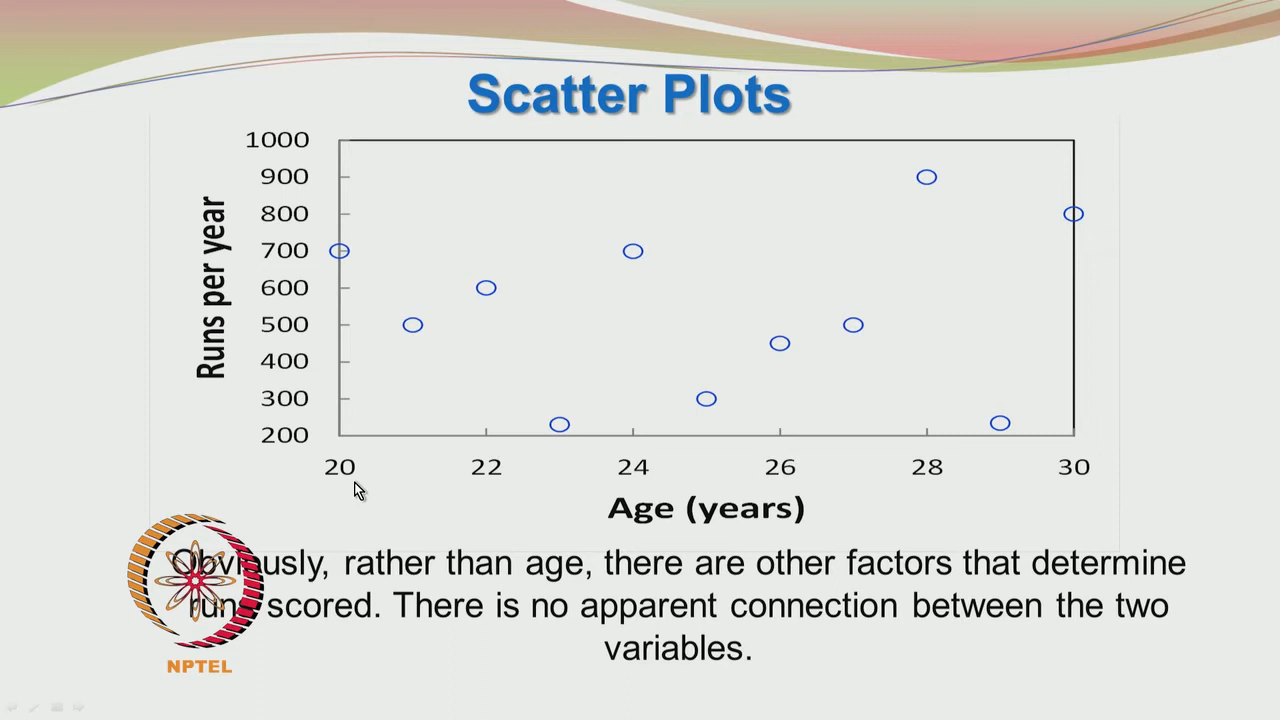 Scatter Plots
1000
900
800
700
600
500
400
300
200
Runs per year
20 22 24 26 28 30
Age (years)
Obviously, rather than age, there are other factors that determine
runs scored. There is no apparent connection between the two
variables.
NPTEL